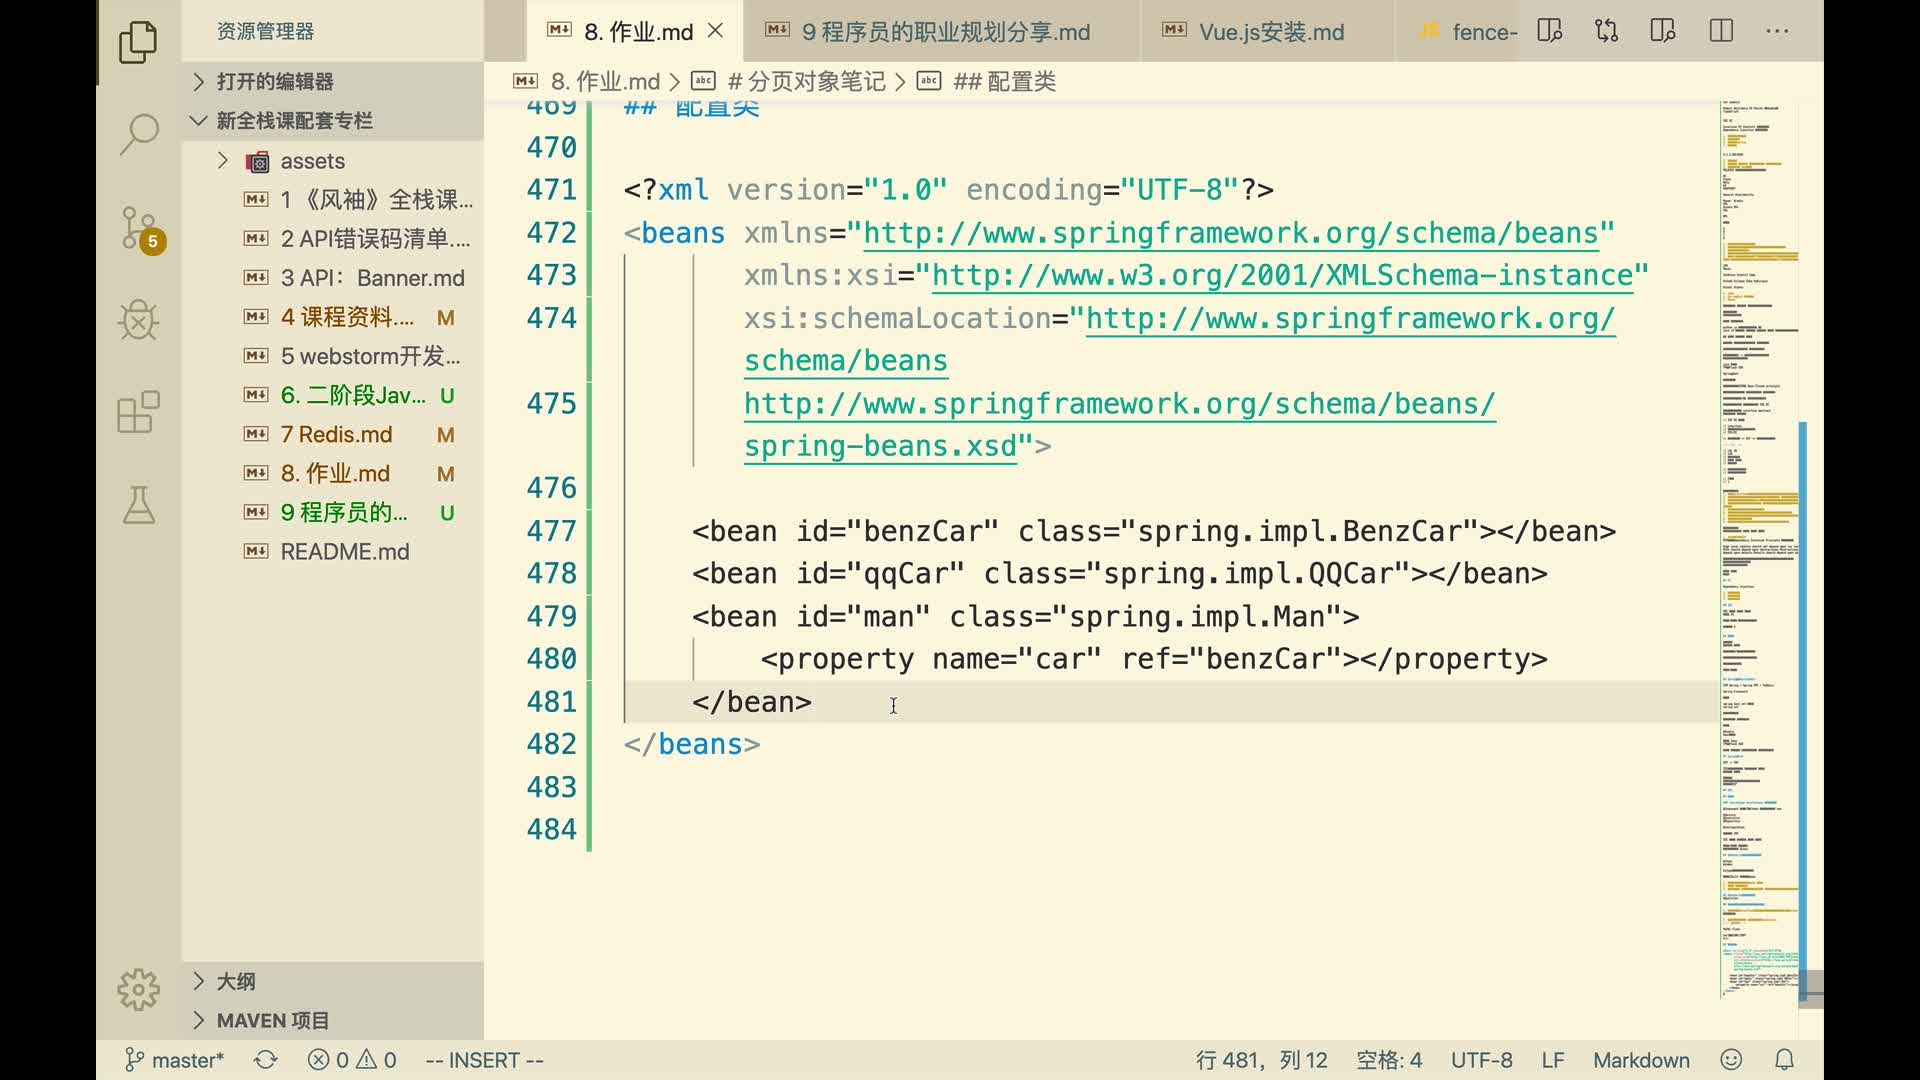 资源管理器
8. 作业.md
9 程序员的职业规划分享.md
Vue.js安装.md
JS fence-
打开的编辑器
新全栈课配套专栏
assets
1 《风袖》全栈课...
2 API错误码清单....
3 API：Banner.md
4 课程资料.... M
5 webstorm开发...
6. 二阶段Jav... U
7 Redis.md M
8. 作业.md M
9 程序员的... U
README.md
大纲
MAVEN 项目
5
8. 作业.md > # 分页对象笔记 > ## 配置类
469 ## 配置类
470
471 <?xml version="1.0" encoding="UTF-8"?>
472 <beans xmlns="http://www.springframework.org/schema/beans"
473 xmlns:xsi="http://www.w3.org/2001/XMLSchema-instance"
474 xsi:schemaLocation="http://www.springframework.org/
schema/beans
475 http://www.springframework.org/schema/beans/
spring-beans.xsd">
476
477 <bean id="benzCar" class="spring.impl.BenzCar"></bean>
478 <bean id="qqCar" class="spring.impl.QQCar"></bean>
479 <bean id="man" class="spring.impl.Man">
480 <property name="car" ref="benzCar"></property>
481 </bean>
482 </beans>
483
484
master* 0 0 -- INSERT -- 行 481，列 12 空格: 4 UTF-8 LF Markdown